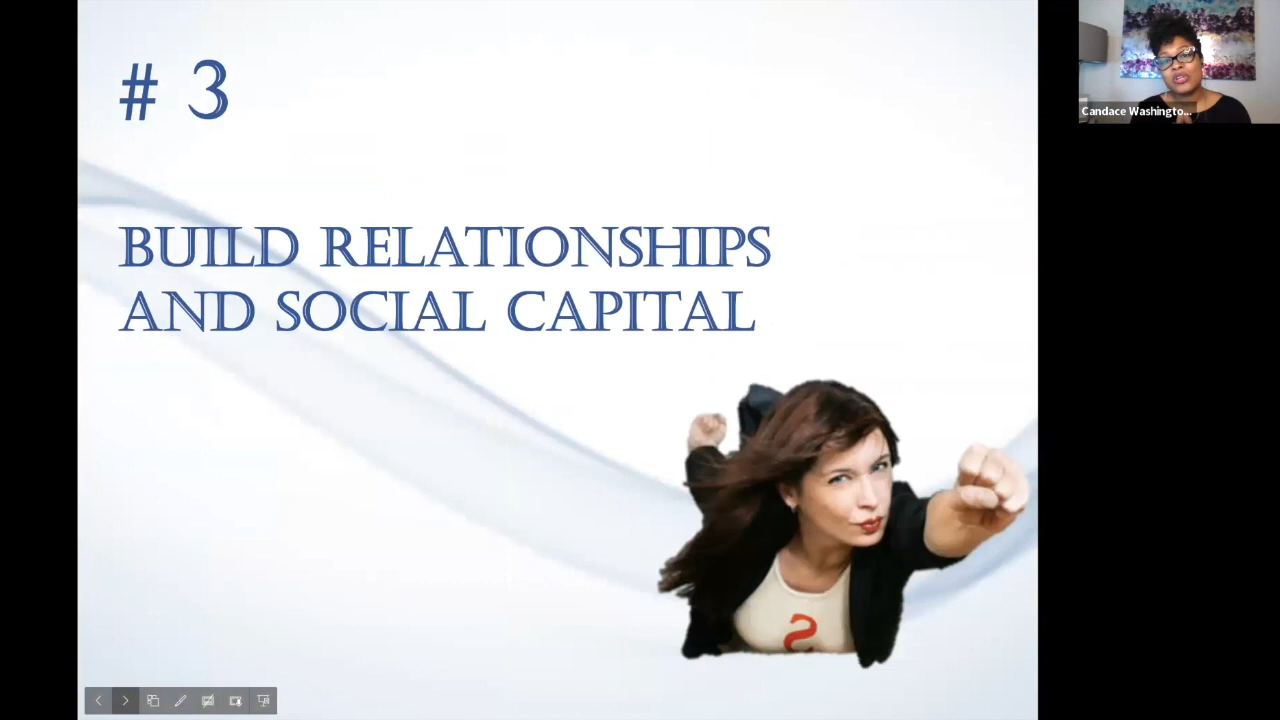 # 3
BUILD RELATIONSHIPS
AND SOCIAL CAPITAL
S
Candace Washingto...